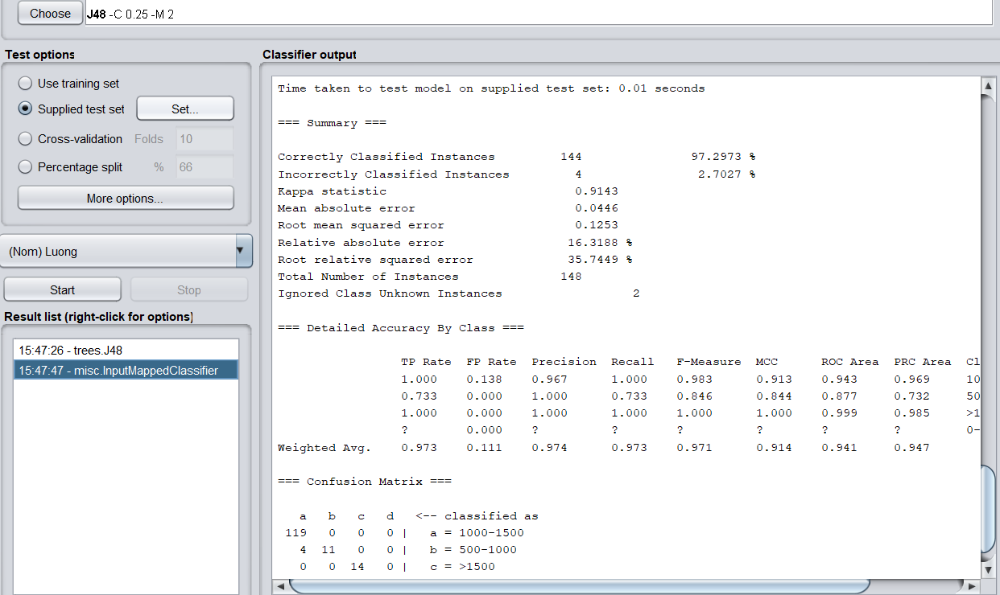 Choose J48 -C 0.25 -M 2
Test options
Use training set
Supplied test set Set...
Cross-validation Folds 10
Percentage split % 66
More options...
(Nom) Luong
Start Stop
Result list (right-click for options)
15:47:26 - trees.J48
15:47:47 - misc.InputMappedClassifier
Classifier output
Time taken to test model on supplied test set: 0.01 seconds
=== Summary ===
Correctly Classified Instances 144 97.2973 %
Incorrectly Classified Instances 4 2.7027 %
Kappa statistic 0.9143
Mean absolute error 0.0446
Root mean squared error 0.1253
Relative absolute error 16.3188 %
Root relative squared error 35.7449 %
Total Number of Instances 148
Ignored Class Unknown Instances 2
=== Detailed Accuracy By Class ===
TP Rate FP Rate Precision Recall F-Measure MCC ROC Area PRC Area Cl
1.000 0.138 0.967 1.000 0.983 0.913 0.943 0.969 10
0.733 0.000 1.000 0.733 0.846 0.844 0.877 0.732 50
1.000 0.000 1.000 1.000 1.000 1.000 0.999 0.985 >1
? 0.000 ? ? ? ? ? ? 0-
Weighted Avg. 0.973 0.111 0.974 0.973 0.971 0.914 0.941 0.947
=== Confusion Matrix ===
a b c d <-- classified as
119 0 0 0 | a = 1000-1500
4 11 0 0 | b = 500-1000
0 0 14 0 | c = >1500